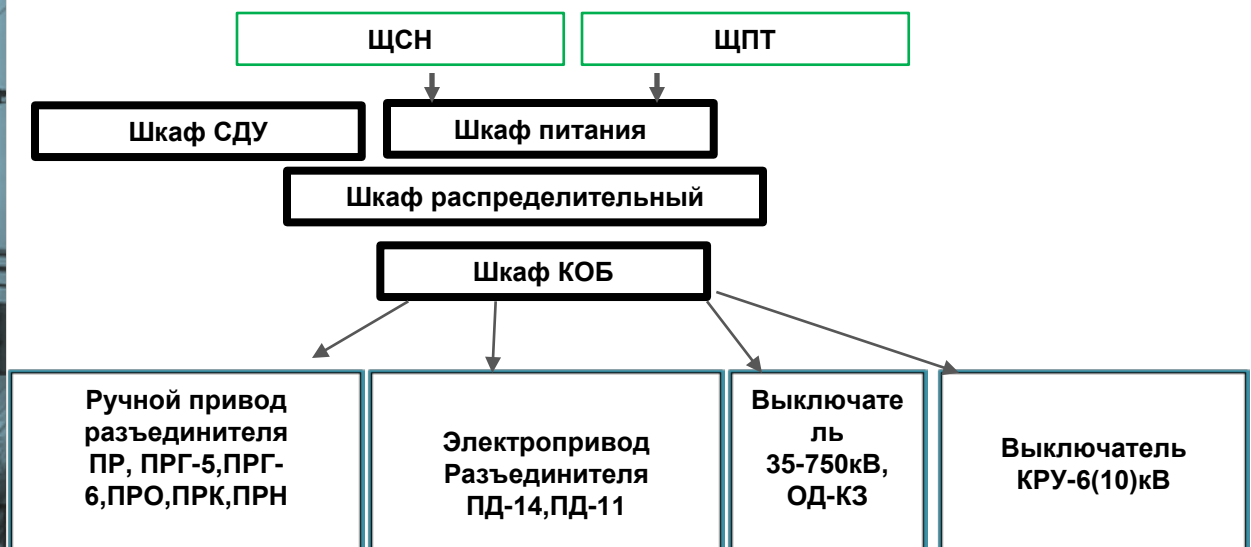 ЩСН
ЩПТ
Шкаф СДУ
Шкаф питания
Шкаф распределительный
Шкаф КОБ
Ручной привод
разъединителя
ПР, ПРГ-5,ПРГ-
6,ПРО,ПРК,ПРН
Электропривод
Разъединителя
ПД-14,ПД-11
Выключате
ль
35-750кВ,
ОД-КЗ
Выключатель
КРУ-6(10)кВ